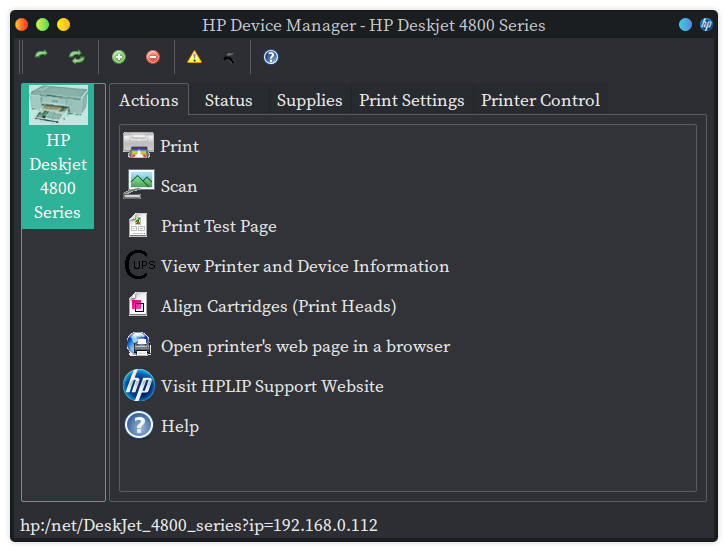 HP Device Manager - HP Deskjet 4800 Series
HP
Deskjet
4800
Series
Actions Status Supplies Print Settings Printer Control
Print
Scan
Print Test Page
CUPS View Printer and Device Information
Align Cartridges (Print Heads)
Open printer's web page in a browser
hp Visit HPLIP Support Website
? Help
hp:/net/DeskJet_4800_series?ip=192.168.0.112